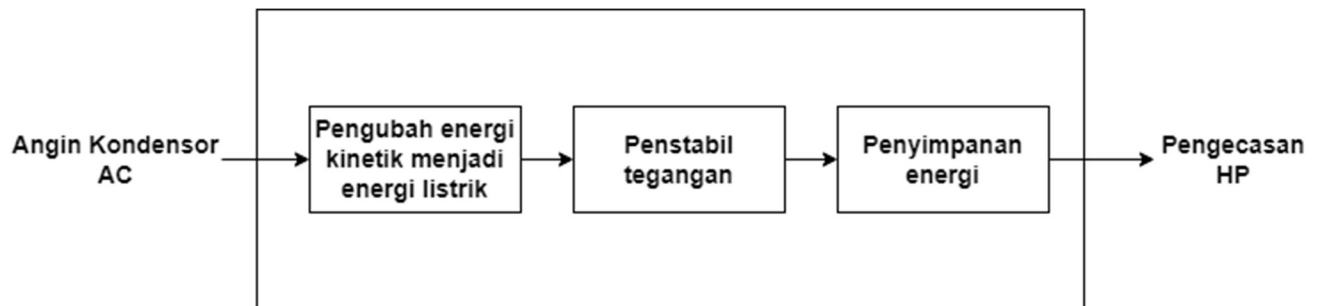 Angin Kondensor
AC
Pengubah energi
kinetik menjadi
energi listrik
Penstabil
tegangan
Penyimpanan
energi
Pengecasan
HP